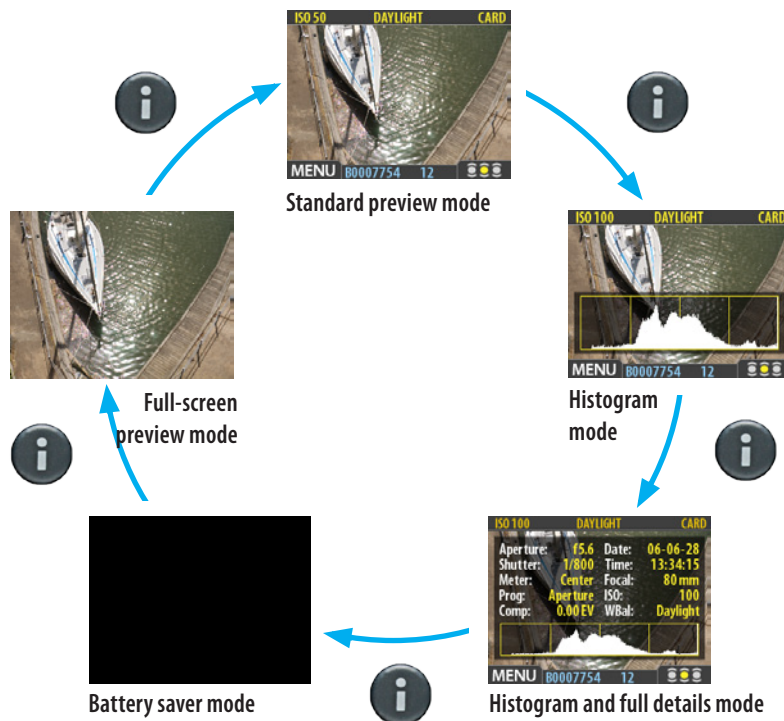 ISO 50 DAYLIGHT CARD
MENU B0007754 12
Standard preview mode
ISO 100 DAYLIGHT CARD
MENU B0007754 12
Histogram
mode
ISO 100 DAYLIGHT CARD
Aperture: f5.6 Date: 06-06-28
Shutter: 1/800 Time: 13:34:15
Meter: Center Focal: 80 mm
Prog: Aperture ISO: 100
Comp: 0.00 EV WBal: Daylight
MENU B0007754 12
Histogram and full details mode
Battery saver mode
Full-screen
preview mode
i
i
i
i
i